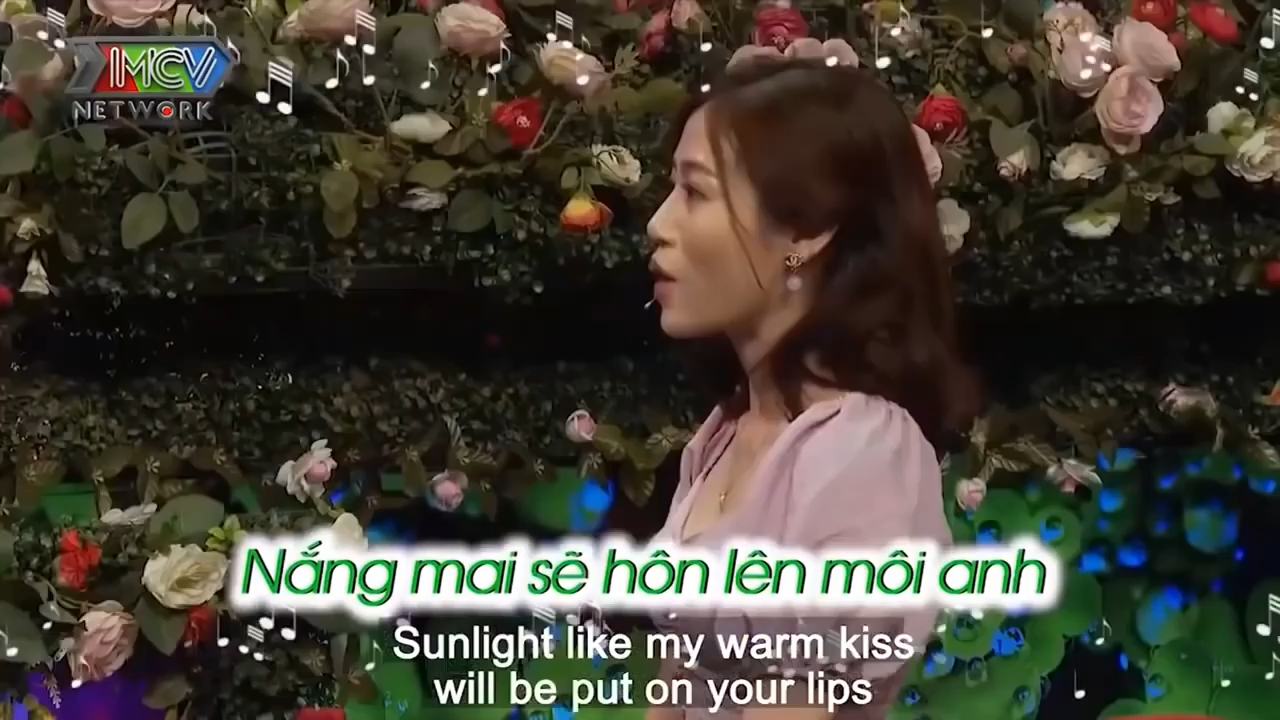 MCV
NETWORK
Nắng mai sẽ hôn lên môi anh
Sunlight like my warm kiss
will be put on your lips